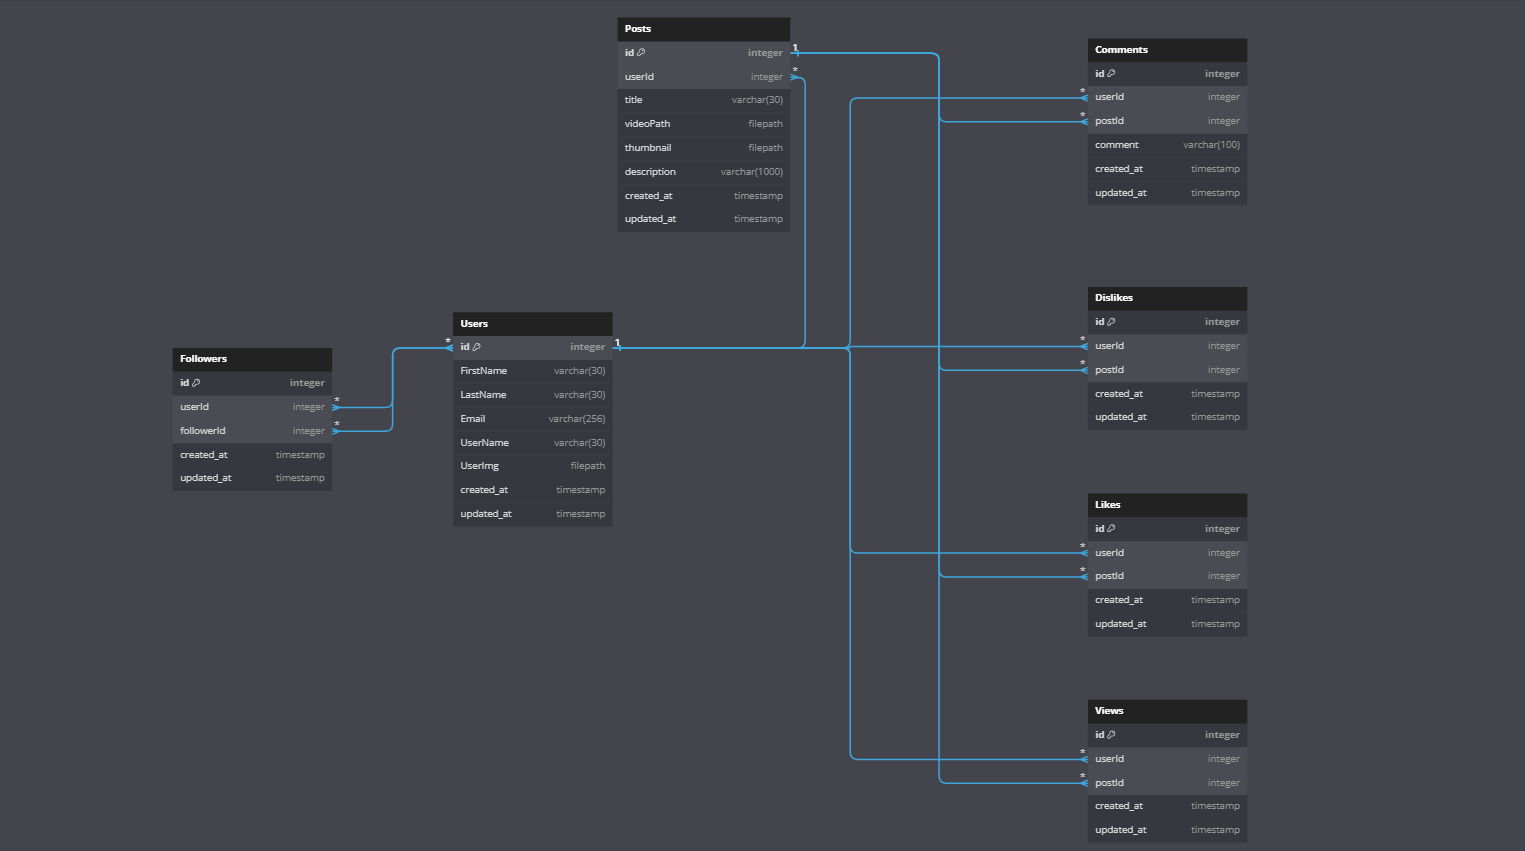 Posts
id integer
userId integer
title varchar(30)
videoPath filepath
thumbnail filepath
description varchar(1000)
created_at timestamp
updated_at timestamp
1
*
Comments
id integer
* userId integer
* postId integer
comment varchar(100)
created_at timestamp
updated_at timestamp
Dislikes
id integer
* userId integer
* postId integer
created_at timestamp
updated_at timestamp
Users
* id integer 1
FirstName varchar(30)
LastName varchar(30)
Email varchar(256)
UserName varchar(30)
UserImg filepath
created_at timestamp
updated_at timestamp
Followers
id integer
userId integer *
followerId integer *
created_at timestamp
updated_at timestamp
Likes
id integer
* userId integer
* postId integer
created_at timestamp
updated_at timestamp
Views
id integer
* userId integer
* postId integer
created_at timestamp
updated_at timestamp